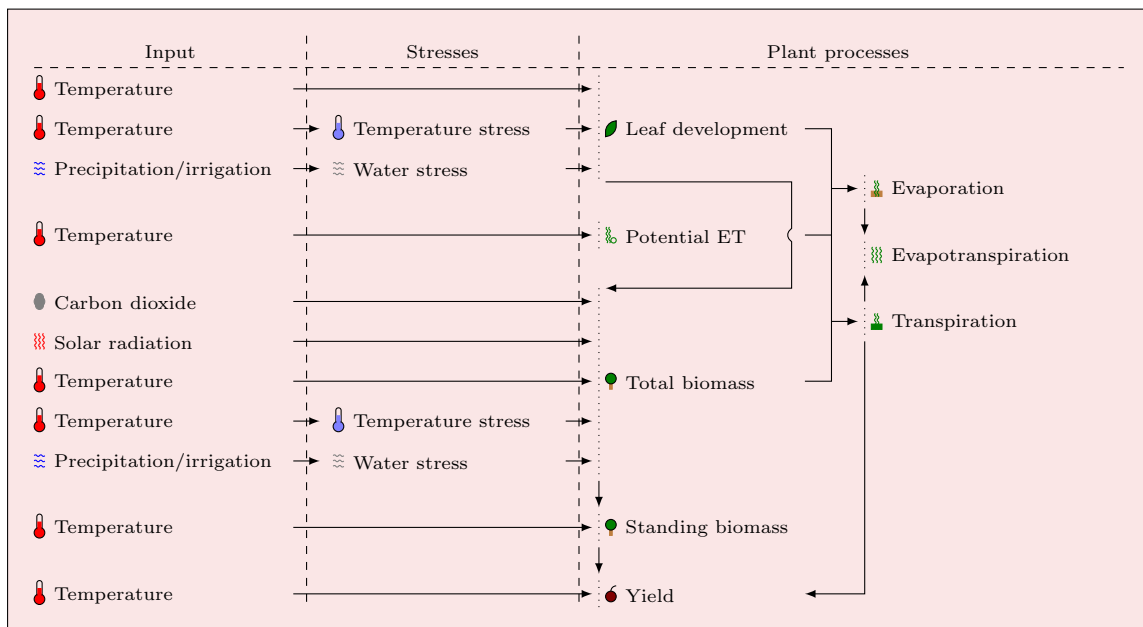 Input Stresses Plant processes
Temperature
Temperature Temperature stress Leaf development
Precipitation/irrigation Water stress
Evaporation
Temperature Potential ET
Evapotranspiration
Carbon dioxide
Transpiration
Solar radiation
Temperature Total biomass
Temperature Temperature stress
Precipitation/irrigation Water stress
Temperature Standing biomass
Temperature Yield